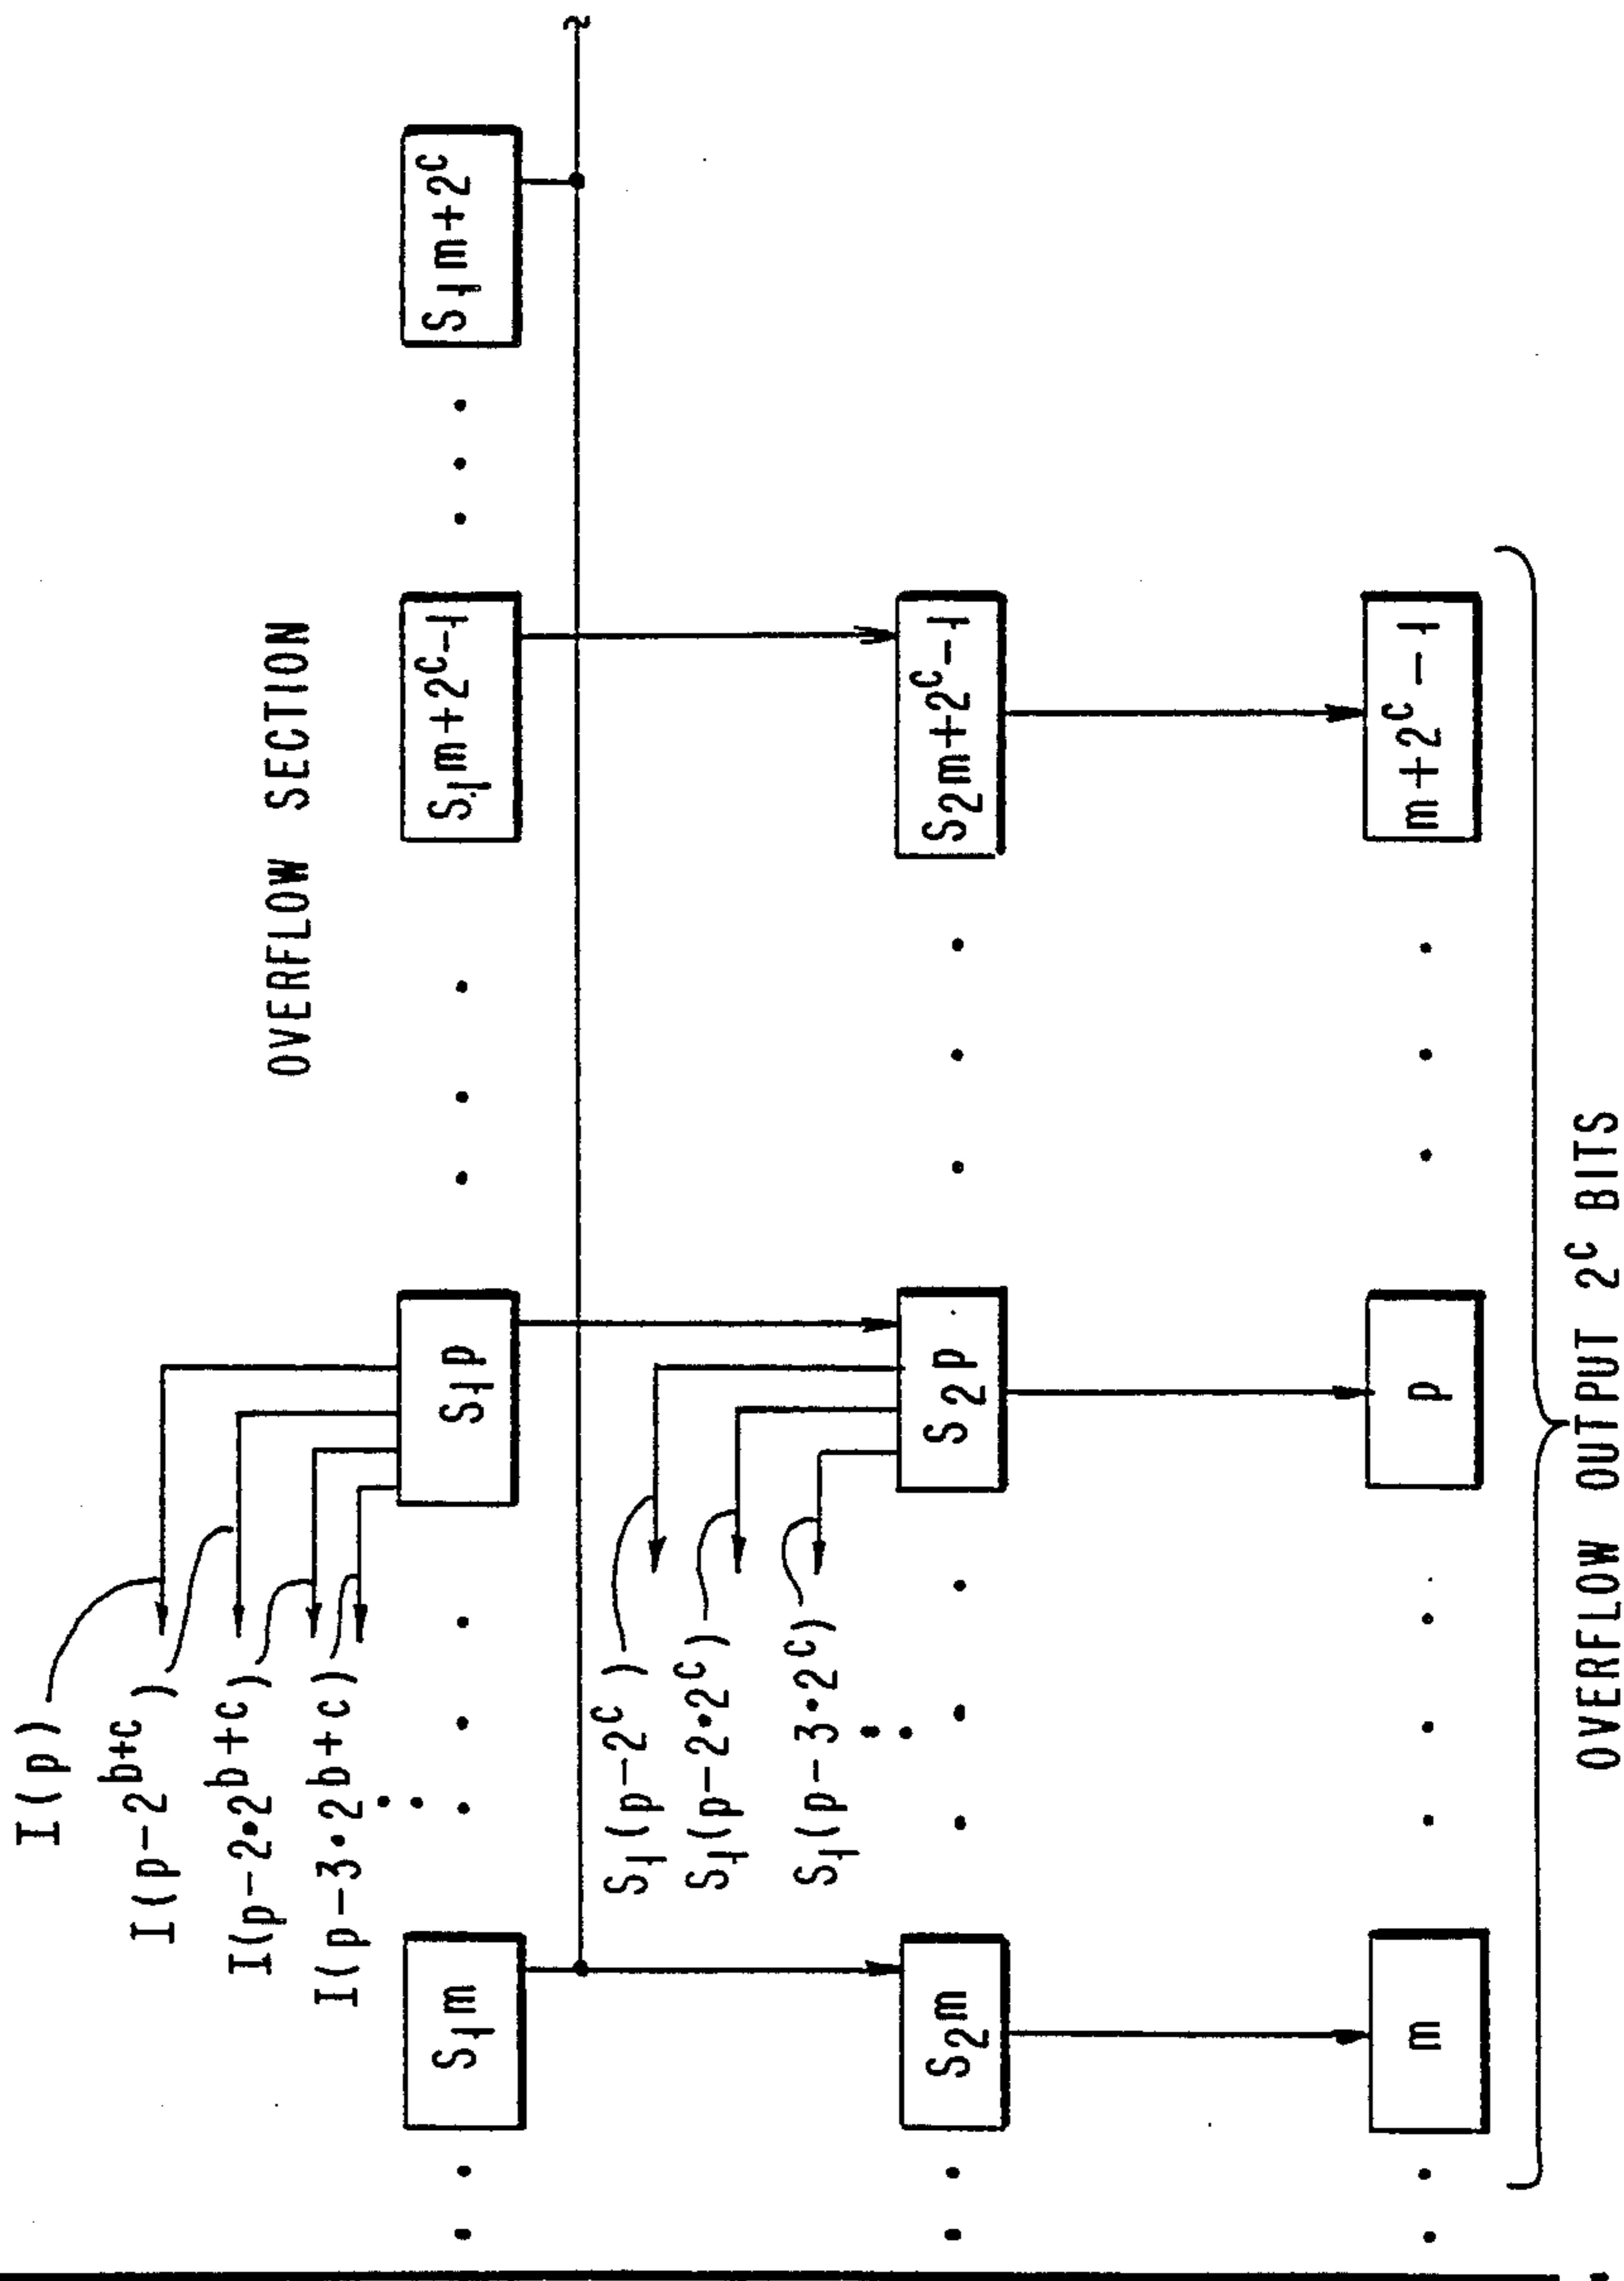 OVERFLOW SECTION
I(p)
I(p-2^{b+c})
I(p-2•2^{b+c})
I(p-3•2^{b+c})
S₁m
S₁p
S₁m+2^C-1
S₁m+2^C
2
S₁(p-2^C)
S₁(p-2•2^C)
S₁(p-3•2^C)
S₂m
S₂p
S₂m+2^C-1
m
p
m+2^C-1
OVERFLOW OUTPUT 2^C BITS